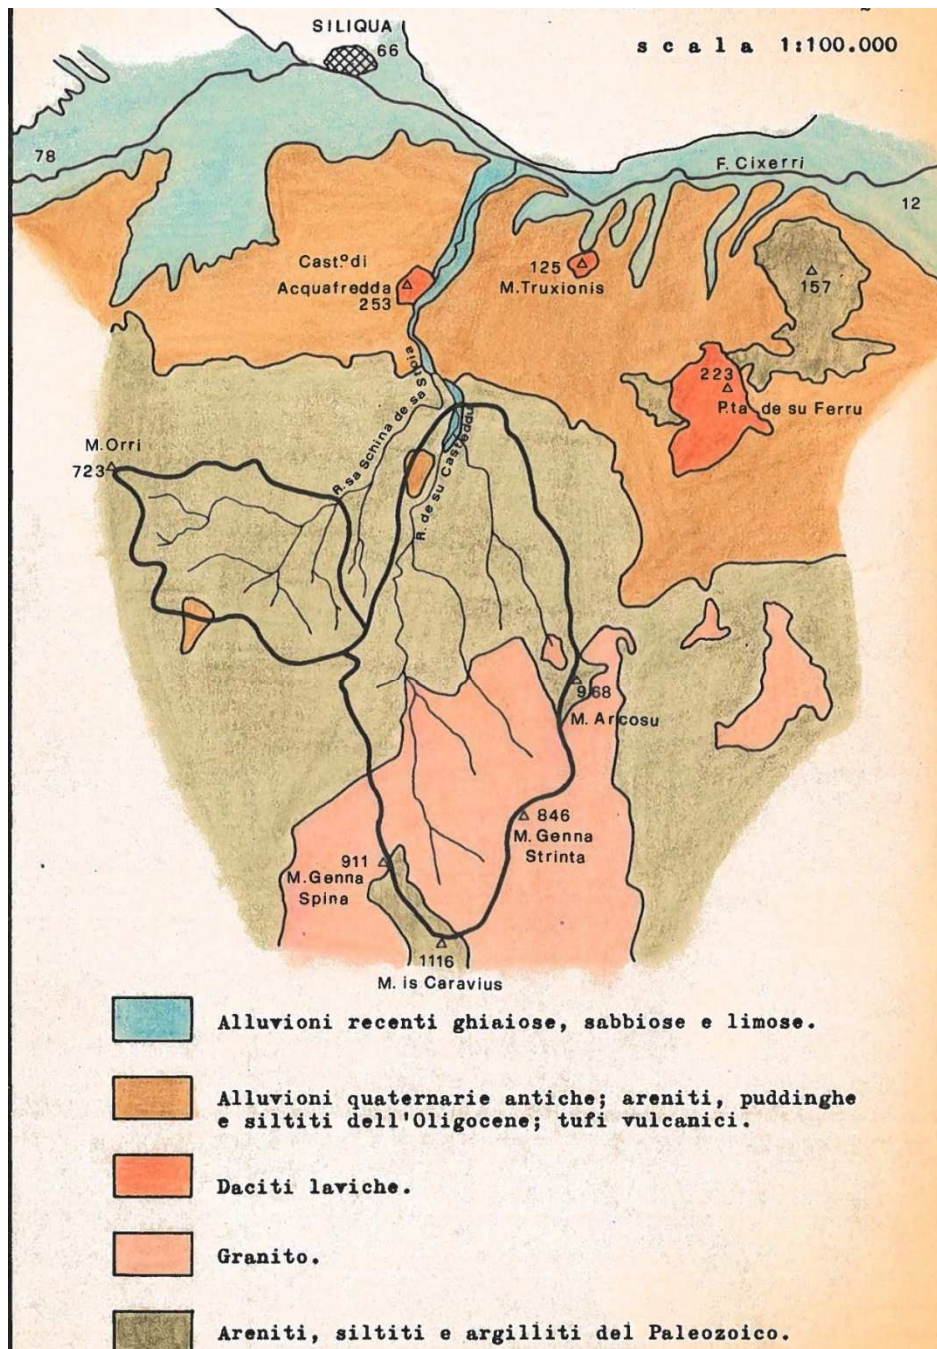 SILIQUA
66
scala 1:100.000
78
F. Cixerri
12
Cast.º di
Acquafredda
253
125
M.Truxionis
157
223
P.ta de su Ferru
R. sa Schina de sa Stoia
M. Orri
723
R. de su Casteddu
968
M. Arcosu
846
M. Genna
Strinta
911
M. Genna
Spina
1116
M. is Caravius
Alluvioni recenti ghiaiose, sabbiose e limose.
Alluvioni quaternarie antiche; areniti, puddinghe
e siltiti dell'Oligocene; tufi vulcanici.
Daciti laviche.
Granito.
Areniti, siltiti e argilliti del Paleozoico.